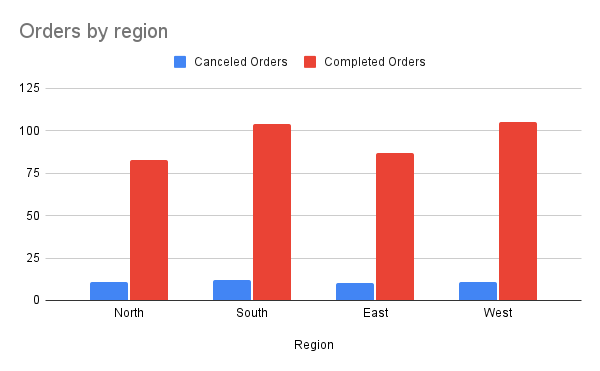 Orders by region
Canceled Orders Completed Orders
125
100
75
50
25
0
North South East West
Region